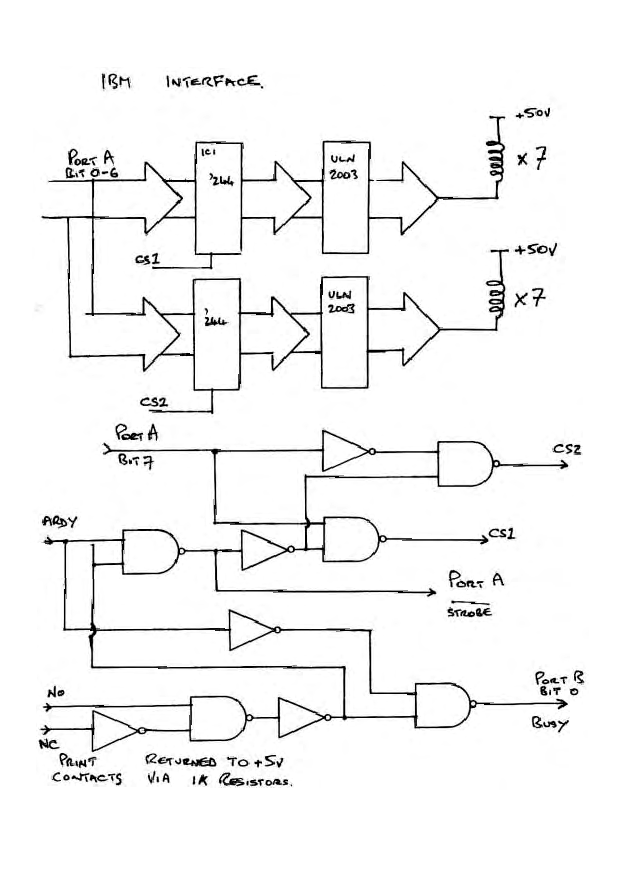 IBM INTERFACE.
+50V
PORT A
BIT 0-6
IC1
'244
ULN
2003
x 7
CS1
+50V
'244
ULN
2003
x7
CS2
PORT A
BIT 7
CS2
ARDY
CS1
PORT A
STROBE
NO
PORT B
BIT 0
NC
BUSY
PRINT CONTACTS
RETURNED TO +5V
VIA 1K RESISTORS.